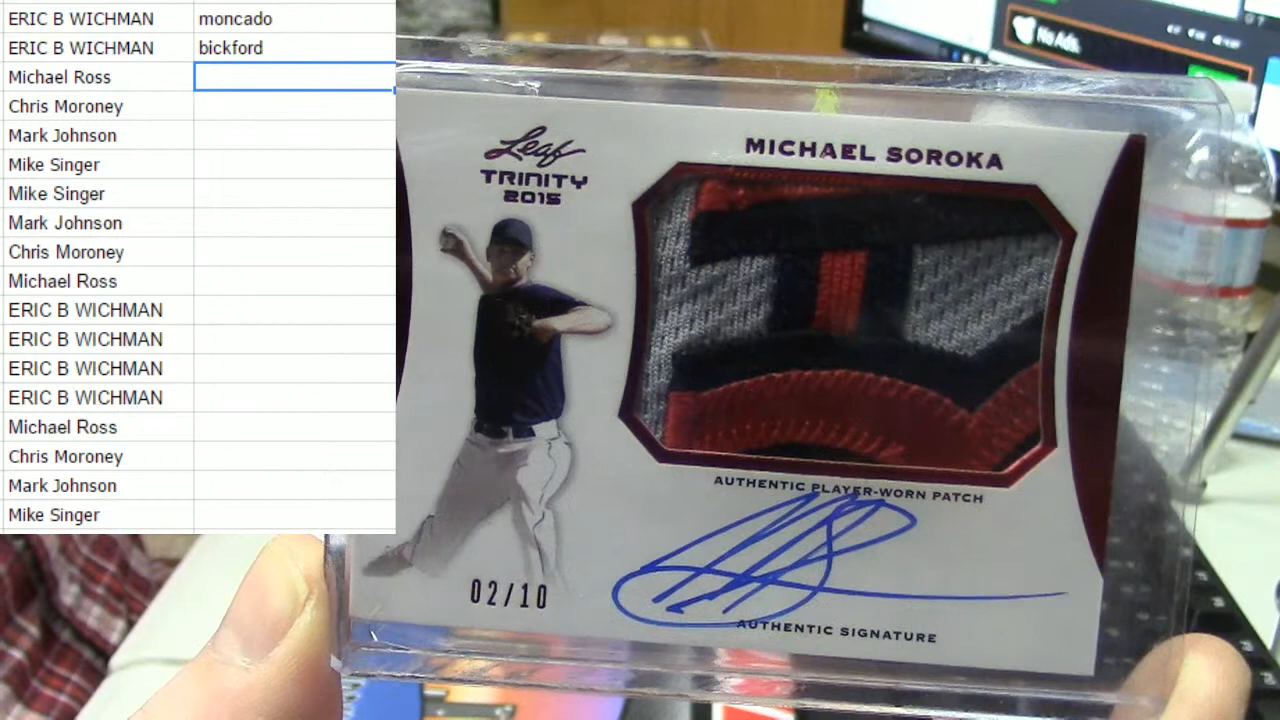 ERIC B WICHMAN moncado
ERIC B WICHMAN bickford
Michael Ross
Chris Moroney
Mark Johnson
Mike Singer
Mike Singer
Mark Johnson
Chris Moroney
Michael Ross
ERIC B WICHMAN
ERIC B WICHMAN
ERIC B WICHMAN
ERIC B WICHMAN
Michael Ross
Chris Moroney
Mark Johnson
Mike Singer
No Ads.
Leaf
TRINITY
2015
MICHAEL SOROKA
AUTHENTIC PLAYER-WORN PATCH
02/10
AUTHENTIC SIGNATURE